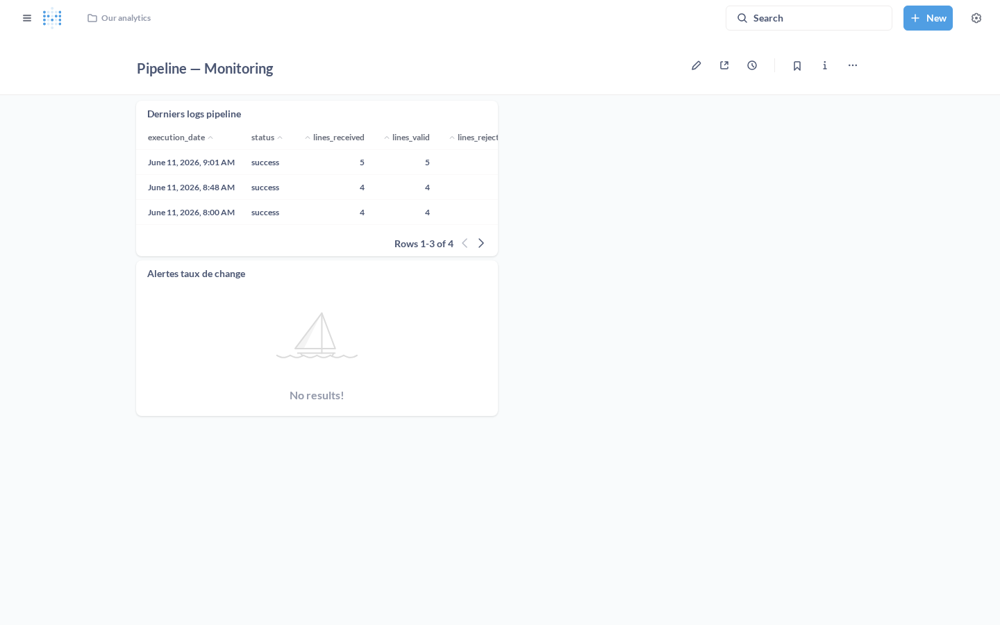 Our analytics
Search
New
Pipeline — Monitoring
Derniers logs pipeline
execution_date status lines_received lines_valid lines_reject
June 11, 2026, 9:01 AM success 5 5
June 11, 2026, 8:48 AM success 4 4
June 11, 2026, 8:00 AM success 4 4
Rows 1-3 of 4
Alertes taux de change
No results!